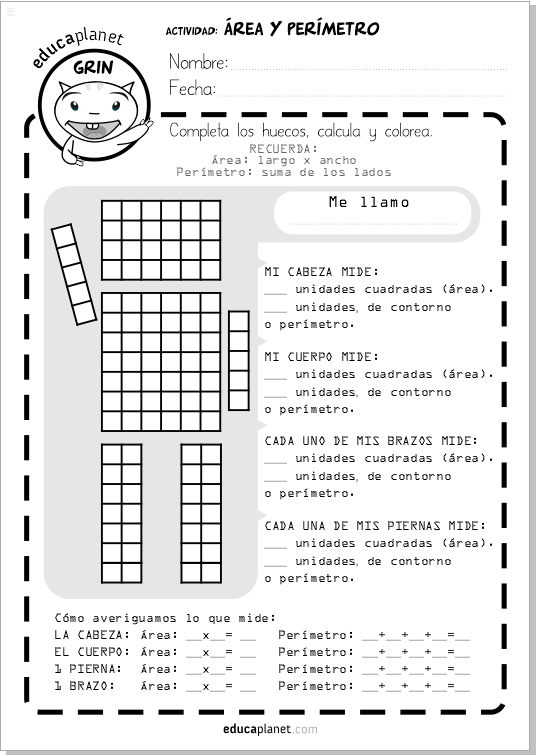 educaplanet
GRIN
ACTIVIDAD: ÁREA Y PERÍMETRO
Nombre:
Fecha:
Completa los huecos, calcula y colorea.
RECUERDA:
Área: largo x ancho
Perímetro: suma de los lados
Me llamo
MI CABEZA MIDE:
___ unidades cuadradas (área).
___ unidades, de contorno
o perímetro.
MI CUERPO MIDE:
___ unidades cuadradas (área).
___ unidades, de contorno
o perímetro.
CADA UNO DE MIS BRAZOS MIDE:
___ unidades cuadradas (área).
___ unidades, de contorno
o perímetro.
CADA UNA DE MIS PIERNAS MIDE:
___ unidades cuadradas (área).
___ unidades, de contorno
o perímetro.
Cómo averiguamos lo que mide:
LA CABEZA: Área: __x__= __ Perímetro: __+__+__+__=__
EL CUERPO: Área: __x__= __ Perímetro: __+__+__+__=__
1 PIERNA: Área: __x__= __ Perímetro: __+__+__+__=__
1 BRAZO: Área: __x__= __ Perímetro: __+__+__+__=__
educaplanet.com